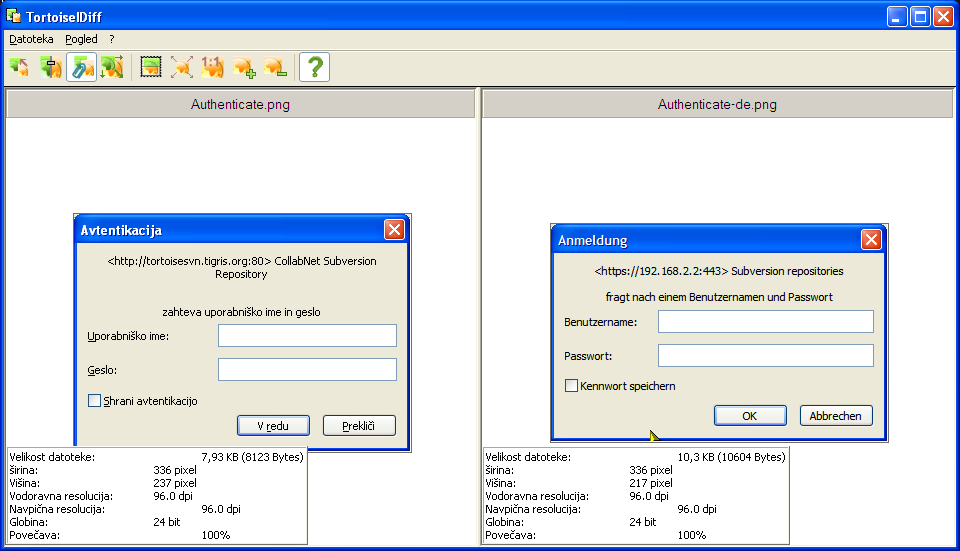 TortoiseIDiff
Datoteka Pogled ?
1:1
?
Authenticate.png
Avtentikacija
<http://tortoisesvn.tigris.org:80> CollabNet Subversion
Repository
zahteva uporabniško ime in geslo
Uporabniško ime:
Geslo:
Shrani avtentikacijo
V redu Prekliči
Velikost datoteke: 7,93 KB (8123 Bytes)
širina: 336 pixel
Višina: 237 pixel
Vodoravna resolucija: 96.0 dpi
Navpična resolucija: 96.0 dpi
Globina: 24 bit
Povečava: 100%
Authenticate-de.png
Anmeldung
<https://192.168.2.2:443> Subversion repositories
fragt nach einem Benutzernamen und Passwort
Benutzername:
Passwort:
Kennwort speichern
OK Abbrechen
Velikost datoteke: 10,3 KB (10604 Bytes)
širina: 336 pixel
Višina: 217 pixel
Vodoravna resolucija: 96.0 dpi
Navpična resolucija: 96.0 dpi
Globina: 24 bit
Povečava: 100%